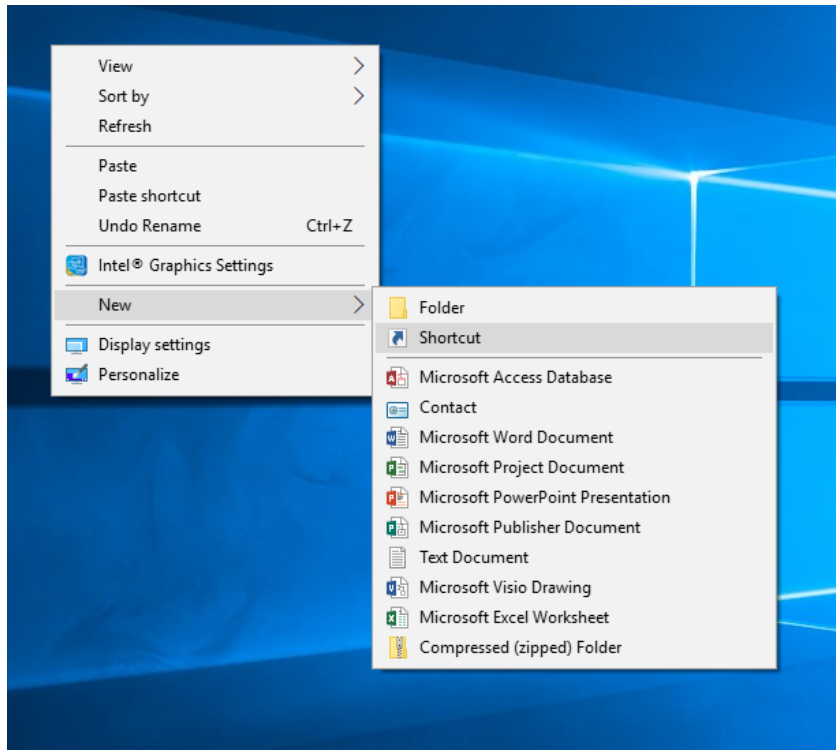 View
Sort by
Refresh
Paste
Paste shortcut
Undo Rename Ctrl+Z
Intel® Graphics Settings
New
Display settings
Personalize
Folder
Shortcut
Microsoft Access Database
Contact
Microsoft Word Document
Microsoft Project Document
Microsoft PowerPoint Presentation
Microsoft Publisher Document
Text Document
Microsoft Visio Drawing
Microsoft Excel Worksheet
Compressed (zipped) Folder